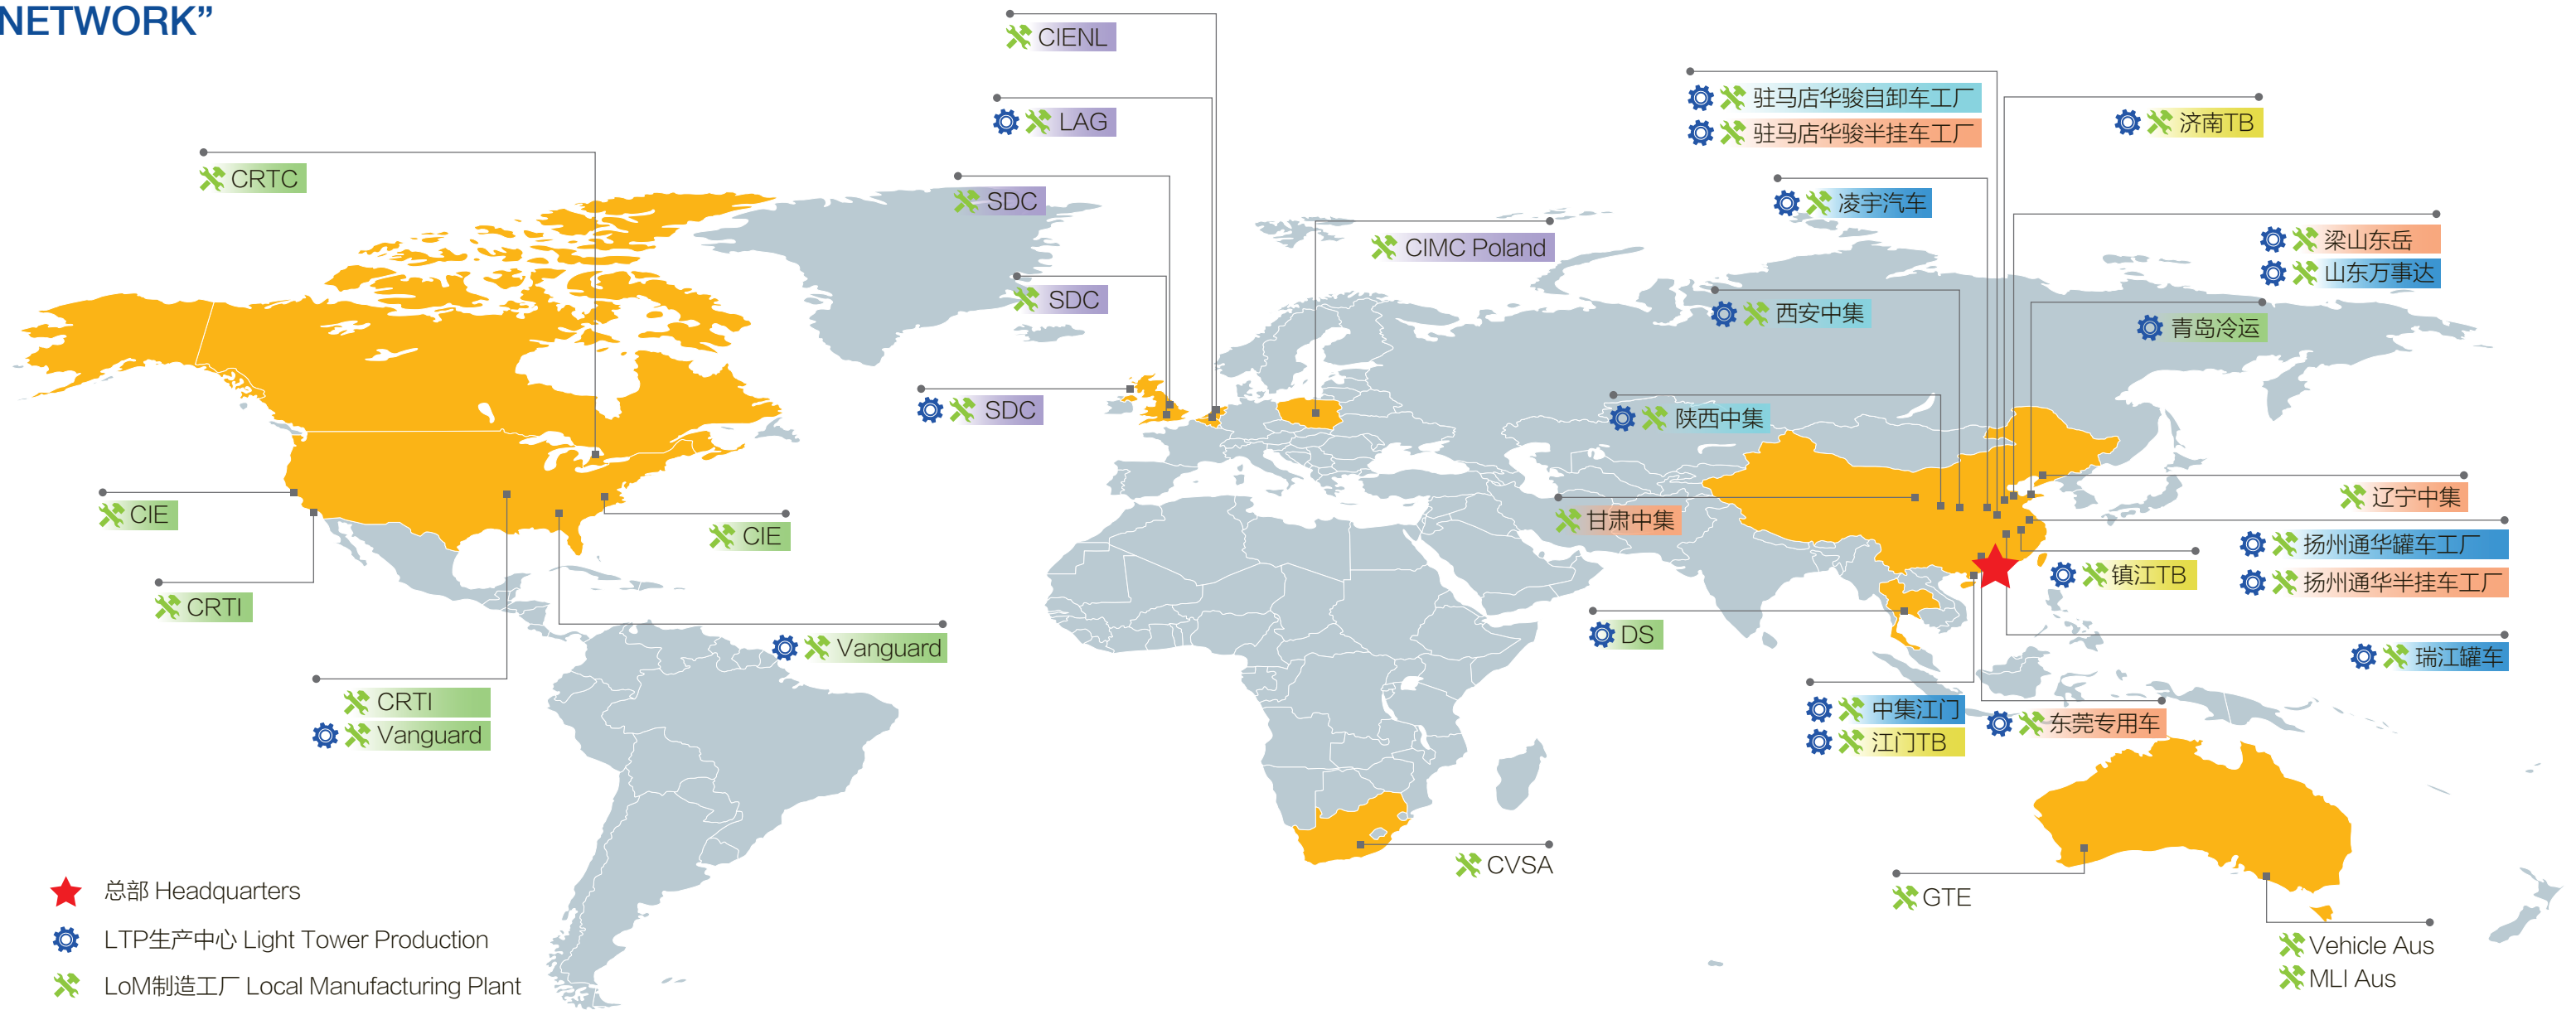 NETWORK”
CIENL
LAG
SDC
SDC
SDC
CIMC Poland
CRTC
CIE
CRTI
CIE
Vanguard
CRTI
Vanguard
驻马店华骏自卸车工厂
驻马店华骏半挂车工厂
济南TB
凌宇汽车
梁山东岳
山东万事达
西安中集
青岛冷运
陕西中集
甘肃中集
辽宁中集
扬州通华罐车工厂
镇江TB
扬州通华半挂车工厂
DS
瑞江罐车
中集江门
江门TB
东莞专用车
CVSA
GTE
Vehicle Aus
MLI Aus
总部 Headquarters
LTP生产中心 Light Tower Production
LoM制造工厂 Local Manufacturing Plant